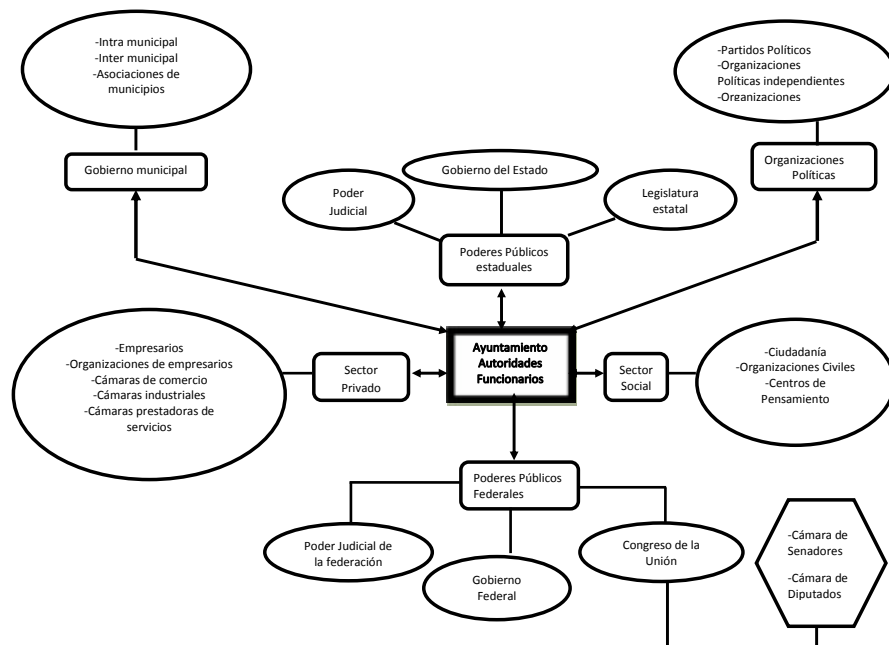 -Intra municipal
-Inter municipal
-Asociaciones de
municipios
-Partidos Políticos
-Organizaciones
Políticas independientes
-Organizaciones
Gobierno municipal
Organizaciones
Políticas
Gobierno del Estado
Poder
Judicial
Legislatura
estatal
Poderes Públicos
estaduales
-Empresarios
-Organizaciones de empresarios
-Cámaras de comercio
-Cámaras industriales
-Cámaras prestadoras de
servicios
Sector
Privado
Ayuntamiento
Autoridades
Funcionarios
Sector
Social
-Ciudadanía
-Organizaciones Civiles
-Centros de
Pensamiento
Poderes Públicos
Federales
Poder Judicial de
la federación
Gobierno
Federal
Congreso de la
Unión
-Cámara de
Senadores
-Cámara de
Diputados